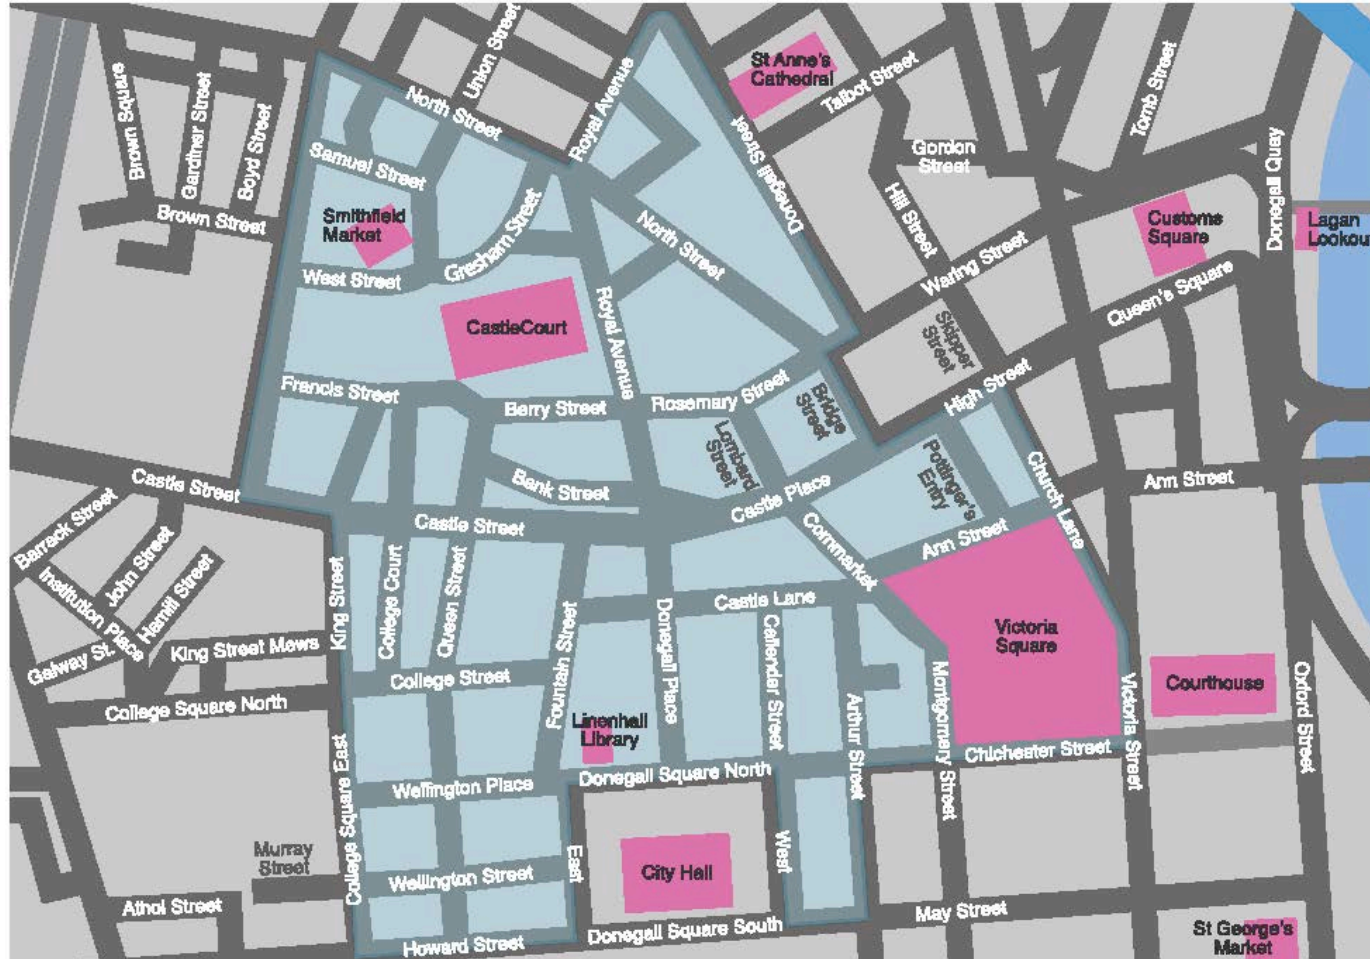 Union Street
North Street
Royal Avenue
St Anne's
Cathedral
Talbot Street
Tomb Street
Brown Square
Gardiner Street
Boyd Street
Samuel Street
Donegall Street
Gordon
Street
Donegall Quay
Brown Street
Smithfield
Market
Gresham Street
North Street
Hill Street
Waring Street
Customs
Square
Lagan
Lookou
West Street
Queen's Square
CastleCourt
Royal Avenue
Skipper
Street
Francis Street
Berry Street
Rosemary Street
Bridge
Street
High Street
Lombard
Street
Pottinger's
Entry
Church Lane
Castle Street
Bank Street
Castle Place
Ann Street
Barrack Street
Castle Street
Cornmarket
Ann Street
John Street
Institution Place
Hamill Street
King Street
College Court
Queen Street
Fountain Street
Donegall Place
Castle Lane
Callender Street
Victoria
Square
Galway St.
King Street Mews
College Street
Arthur Street
Montgomery Street
Victoria Street
Courthouse
Oxford Street
College Square North
Linenhall
Library
College Square East
Wellington Place
Donegall Square North
Chichester Street
Murray
Street
East
City Hall
West
Wellington Street
Athol Street
Howard Street
Donegall Square South
May Street
St George's
Market